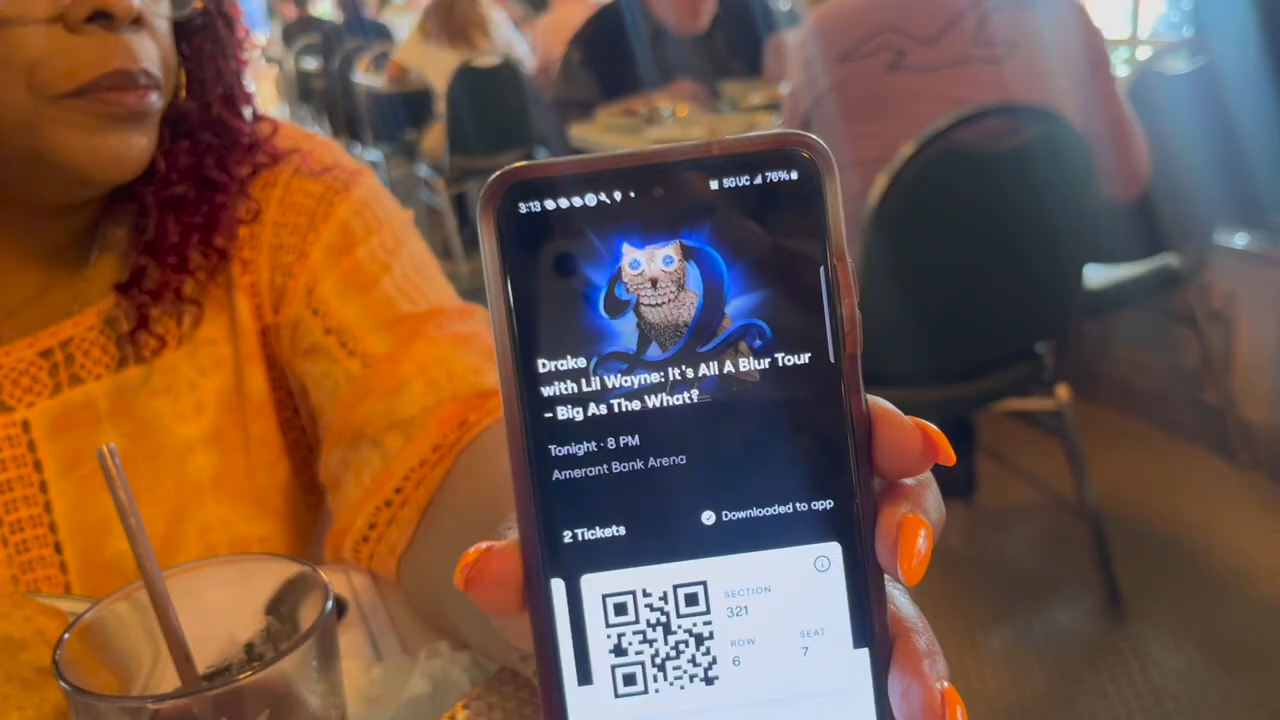 3:13
5G UC 76%
Drake
with Lil Wayne: It's All A Blur Tour
- Big As The What?
Tonight · 8 PM
Amerant Bank Arena
2 Tickets
Downloaded to app
SECTION
321
ROW
6
SEAT
7